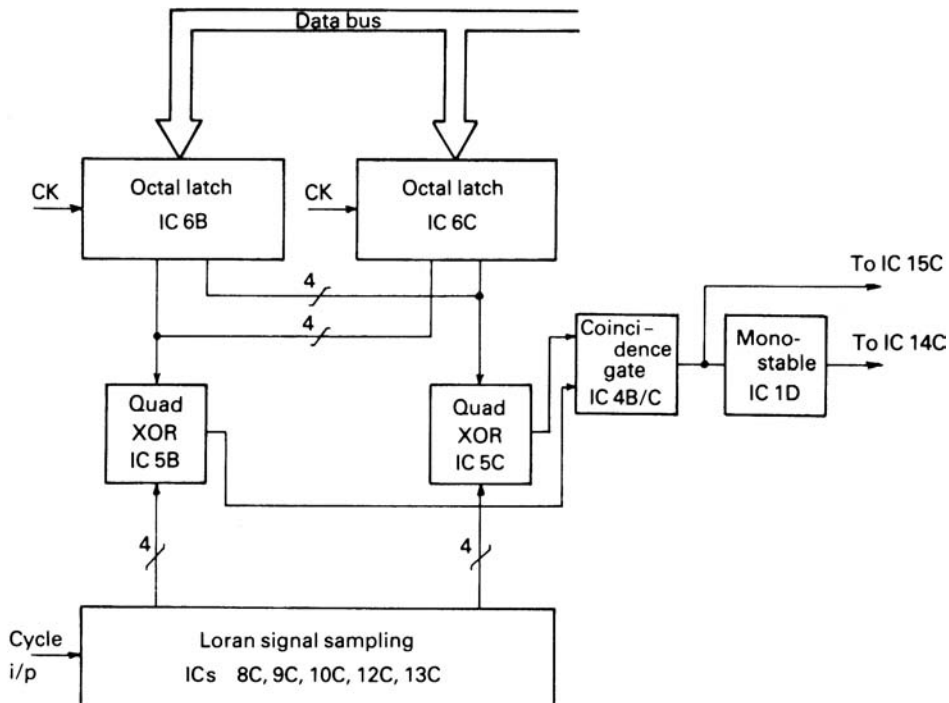 Data bus
CK
Octal latch
IC 6B
CK
Octal latch
IC 6C
4
4
To IC 15C
Coinci-
dence
gate
IC 4B/C
Mono-
stable
IC 1D
To IC 14C
Quad
XOR
IC 5B
Quad
XOR
IC 5C
4
4
Cycle
i/p
Loran signal sampling
ICs 8C, 9C, 10C, 12C, 13C